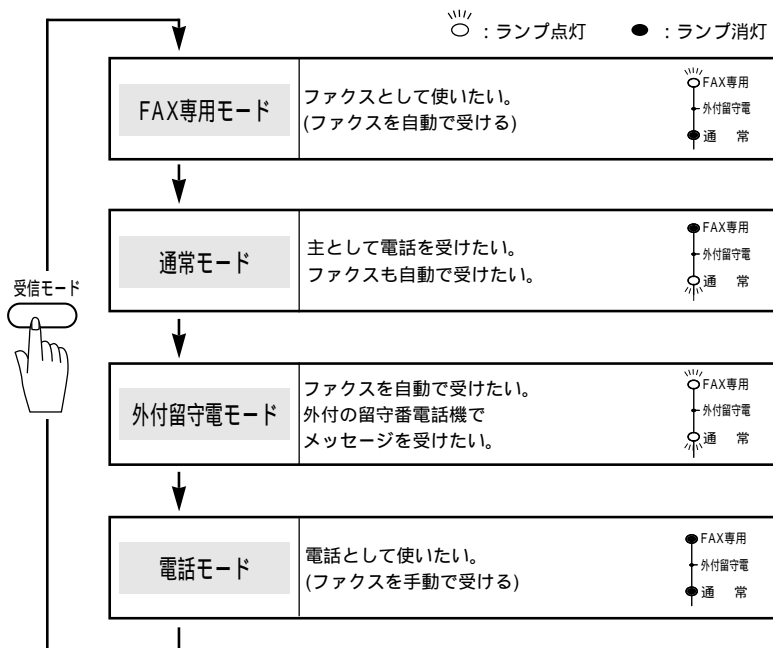 ：ランプ点灯　：ランプ消灯
FAX専用モード
ファクスとして使いたい。
(ファクスを自動で受ける)
FAX専用
外付留守電
通　常
通常モード
主として電話を受けたい。
ファクスも自動で受けたい。
FAX専用
外付留守電
通　常
受信モード
外付留守電モード
ファクスを自動で受けたい。
外付の留守番電話機で
メッセージを受けたい。
FAX専用
外付留守電
通　常
電話モード
電話として使いたい。
(ファクスを手動で受ける)
FAX専用
外付留守電
通　常